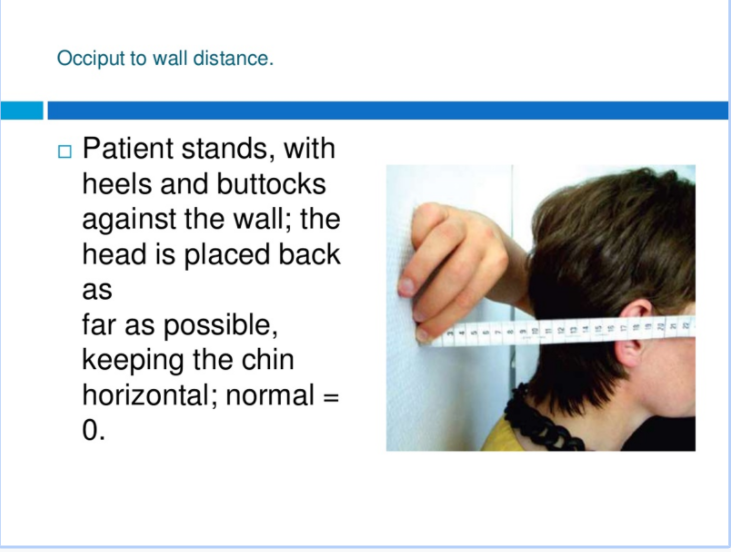 Occiput to wall distance.
Patient stands, with
heels and buttocks
against the wall; the
head is placed back
as
far as possible,
keeping the chin
horizontal; normal =
0.